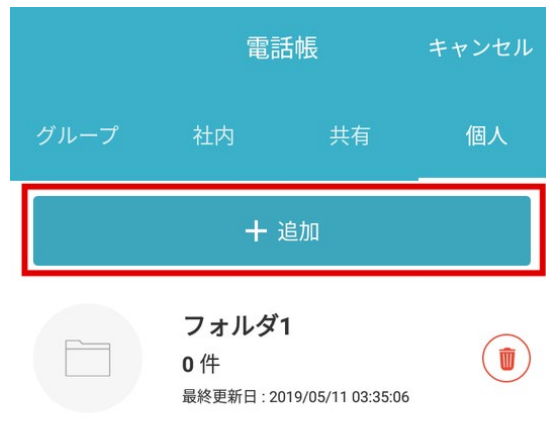 電話帳 キャンセル
グループ 社内 共有 個人
+ 追加
フォルダ1
0 件
最終更新日 : 2019/05/11 03:35:06